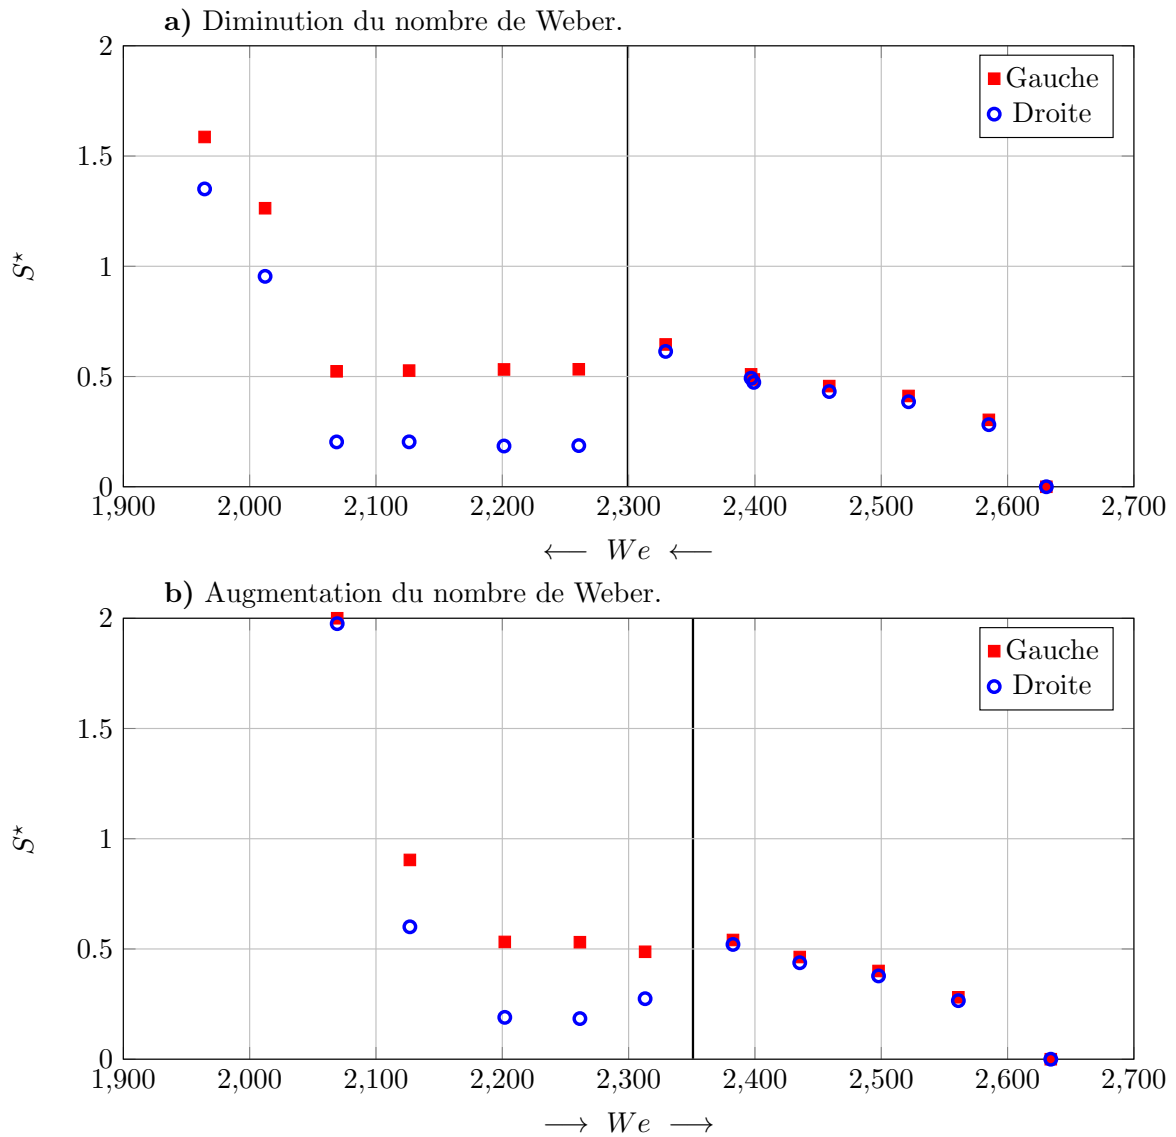 a) Diminution du nombre de Weber.
2
1.5
1
0.5
0
S⋆
Gauche
Droite
1,900 2,000 2,100 2,200 2,300 2,400 2,500 2,600 2,700
← We ←
b) Augmentation du nombre de Weber.
2
1.5
1
0.5
0
S⋆
Gauche
Droite
1,900 2,000 2,100 2,200 2,300 2,400 2,500 2,600 2,700
→ We →